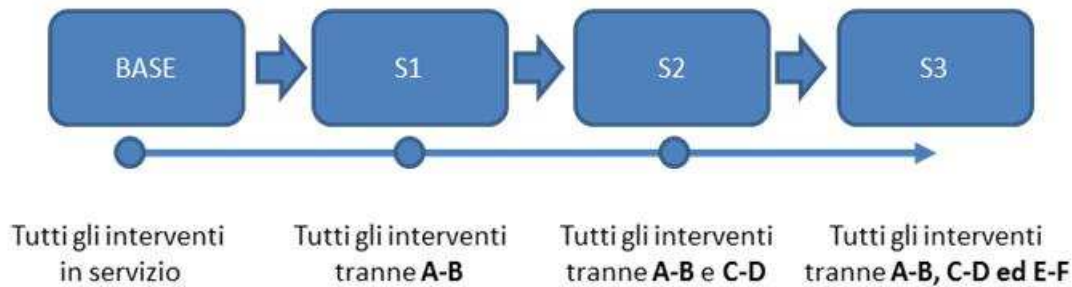 BASE
S1
S2
S3
Tutti gli interventi
in servizio
Tutti gli interventi
tranne A-B
Tutti gli interventi
tranne A-B e C-D
Tutti gli interventi
tranne A-B, C-D ed E-F